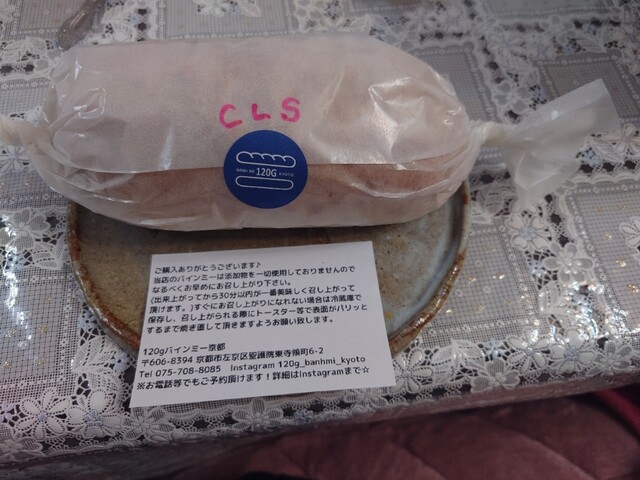 CLS
BANH MI 120G KYOTO
ご購入ありがとうございます♪
当店のバインミーは添加物を一切使用しておりませんので
なるべくお早めにお召し上がり下さい。
(出来上がってから30分以内が一番美味しく召し上がって
頂けます。)すぐにお召し上がりになれない場合は冷蔵庫で
保存し、召し上がられる際にトースター等で表面がパリッと
するまで焼き直して頂きますようお願い致します。
120gバインミー京都
〒606-8394 京都市左京区聖護院東寺領町6-2
Tel 075-708-8085 Instagram 120g_banhmi_kyoto
※お電話等でもご予約頂けます！詳細はInstagramまで☆